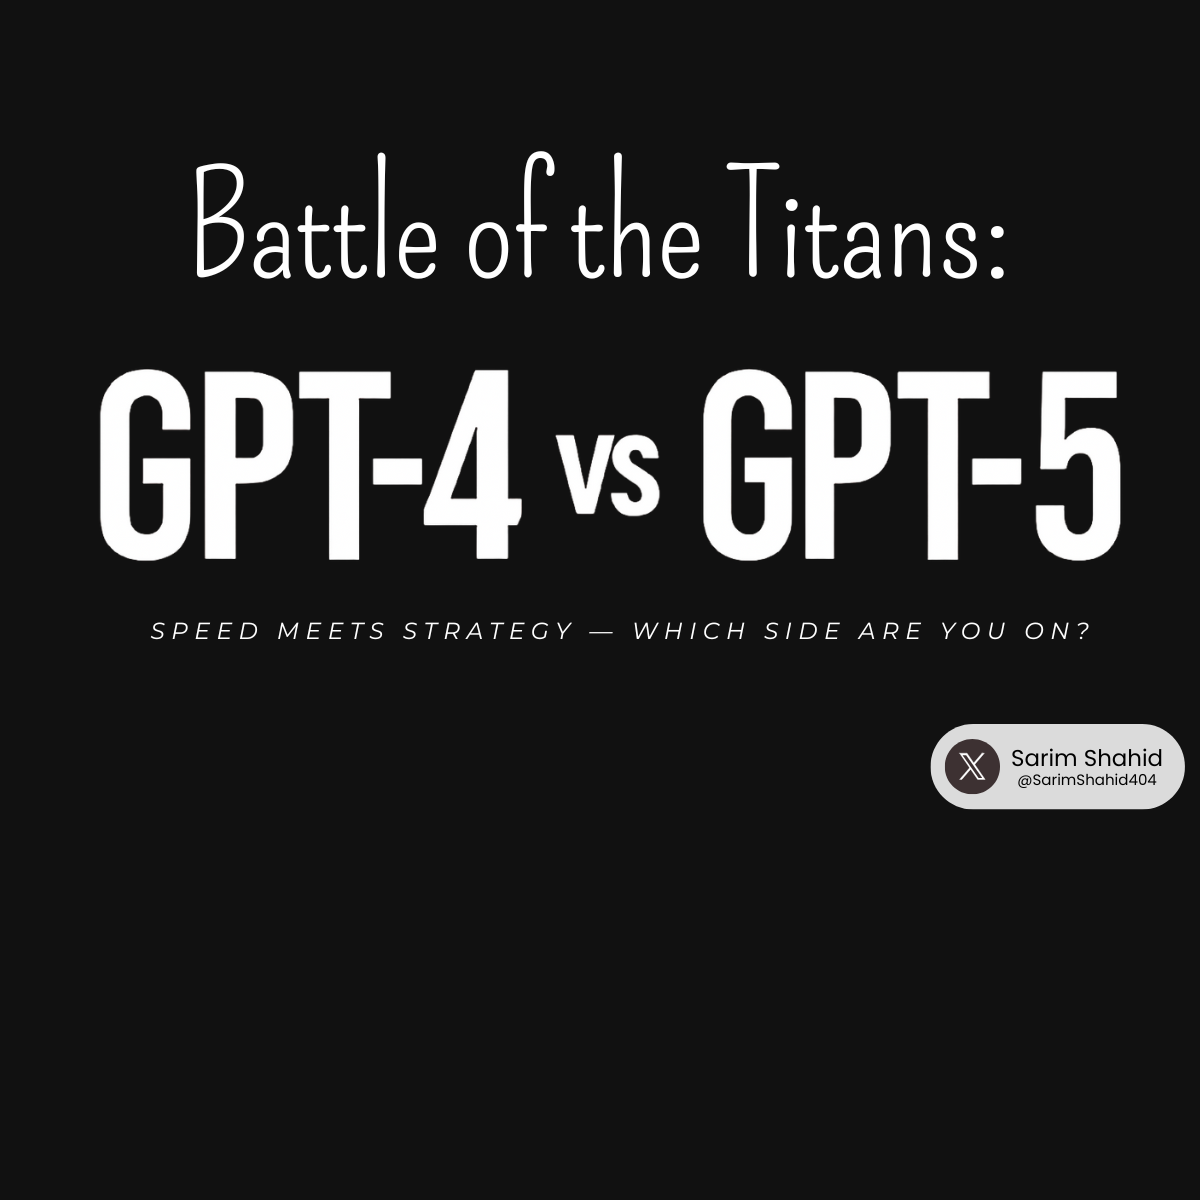 Battle of the Titans:
GPT-4 vs GPT-5
SPEED MEETS STRATEGY — WHICH SIDE ARE YOU ON?
Sarim Shahid
@SarimShahid404